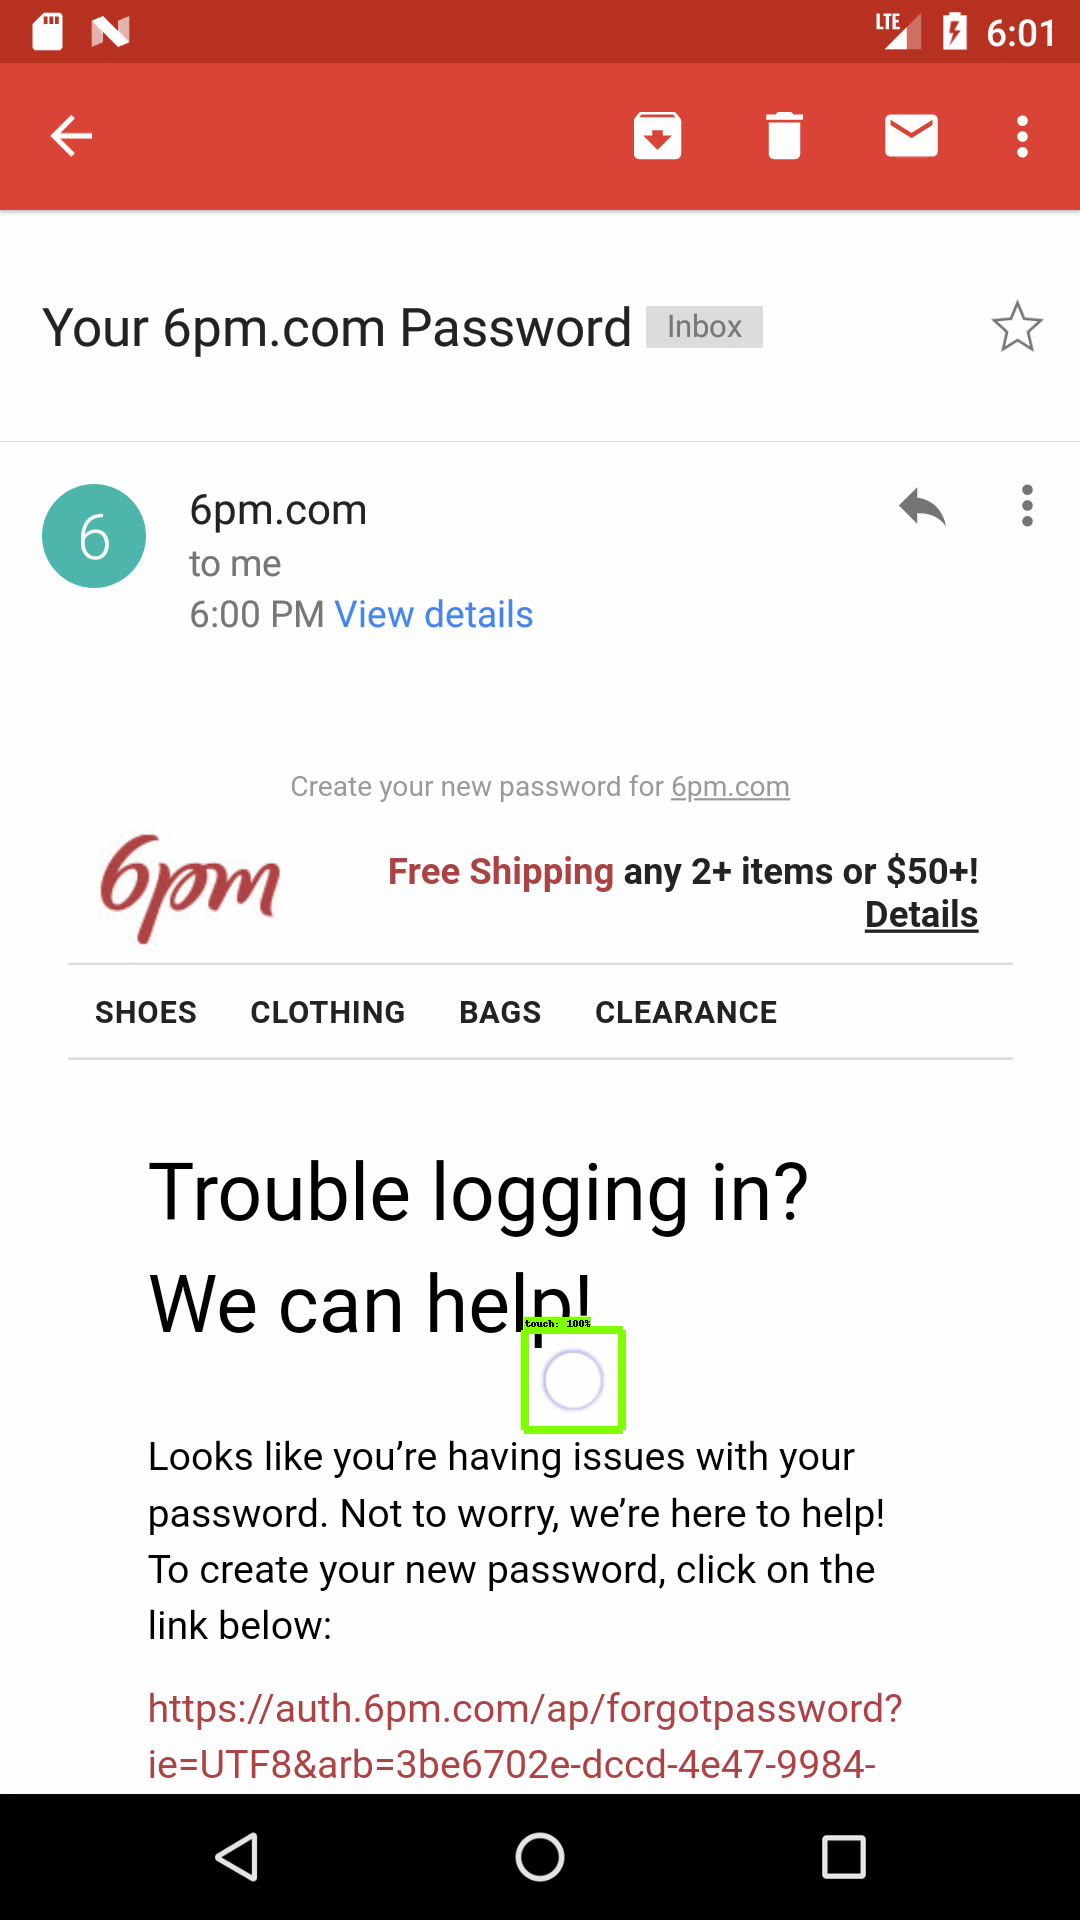 LTE 6:01
Your 6pm.com Password Inbox
6 6pm.com
to me
6:00 PM View details
Create your new password for 6pm.com
6pm Free Shipping any 2+ items or $50+!
Details
SHOES CLOTHING BAGS CLEARANCE
Trouble logging in?
We can help!
touch: 100%
Looks like you’re having issues with your
password. Not to worry, we’re here to help!
To create your new password, click on the
link below:
https://auth.6pm.com/ap/forgotpassword?
ie=UTF8&arb=3be6702e-dccd-4e47-9984-